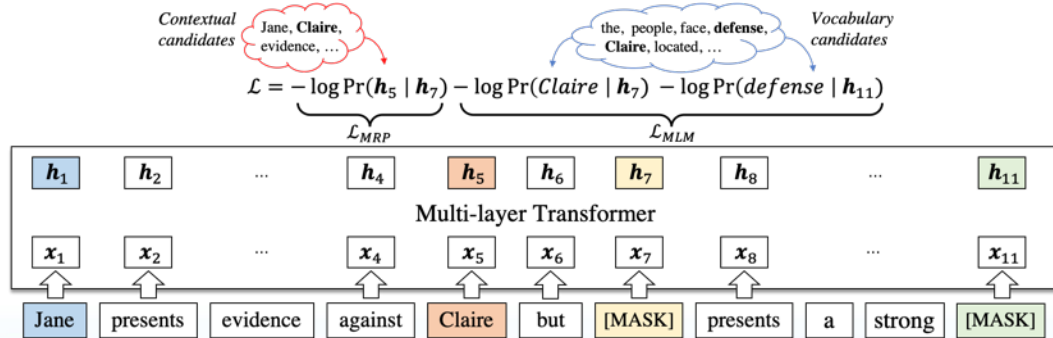 Contextual candidates
Jane, Claire, evidence, …
the, people, face, defense, Claire, located, …
Vocabulary candidates
ℒ = −log Pr(h₅ | h₇) − log Pr(Claire | h₇) − log Pr(defense | h₁₁)
ℒ_MRP ℒ_MLM
h₁ h₂ … h₄ h₅ h₆ h₇ h₈ … h₁₁
Multi-layer Transformer
x₁ x₂ … x₄ x₅ x₆ x₇ x₈ … x₁₁
Jane presents evidence against Claire but [MASK] presents a strong [MASK]